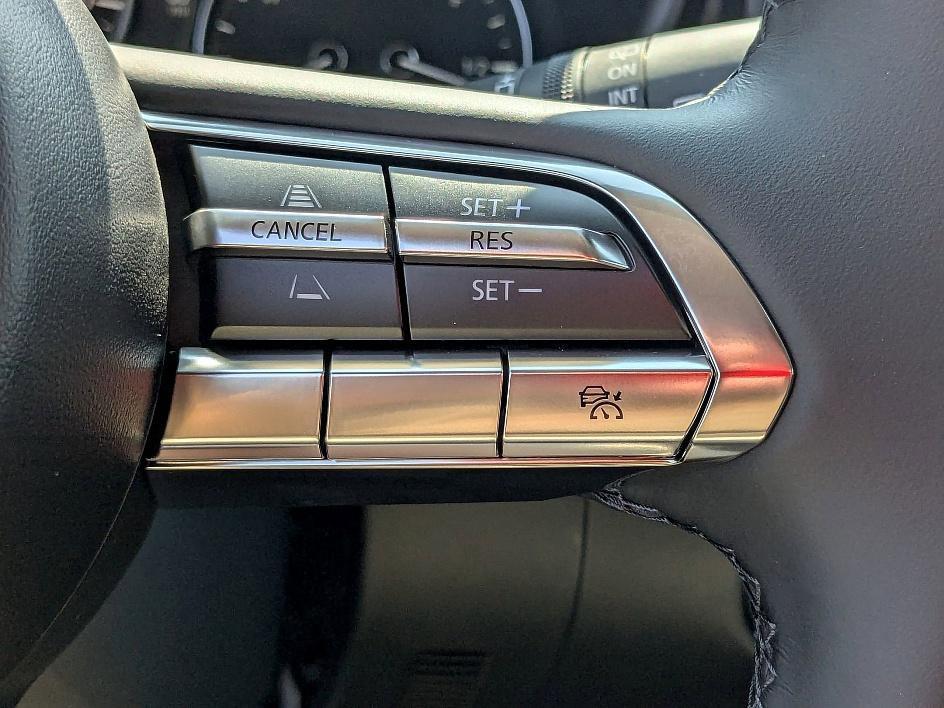 ON
INT
SET+
CANCEL
RES
SET−